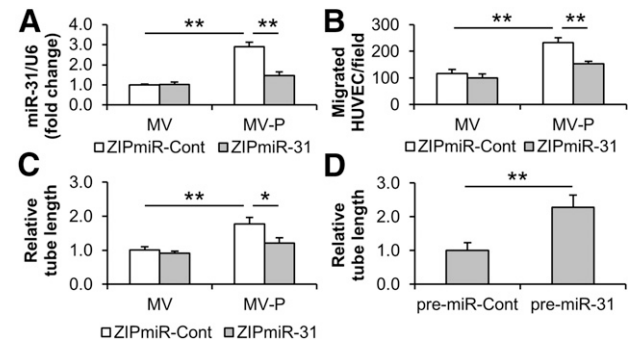 A
miR-31/U6
(fold change)
4.0
3.0
2.0
1.0
0.0
**
**
MV
MV-P
ZIPmiR-Cont
ZIPmiR-31
B
Migrated
HUVEC/field
300
200
100
0
**
**
MV
MV-P
ZIPmiR-Cont
ZIPmiR-31
C
Relative
tube length
3.0
2.0
1.0
0.0
**
*
MV
MV-P
ZIPmiR-Cont
ZIPmiR-31
D
Relative
tube length
3.0
2.0
1.0
0.0
**
pre-miR-Cont
pre-miR-31